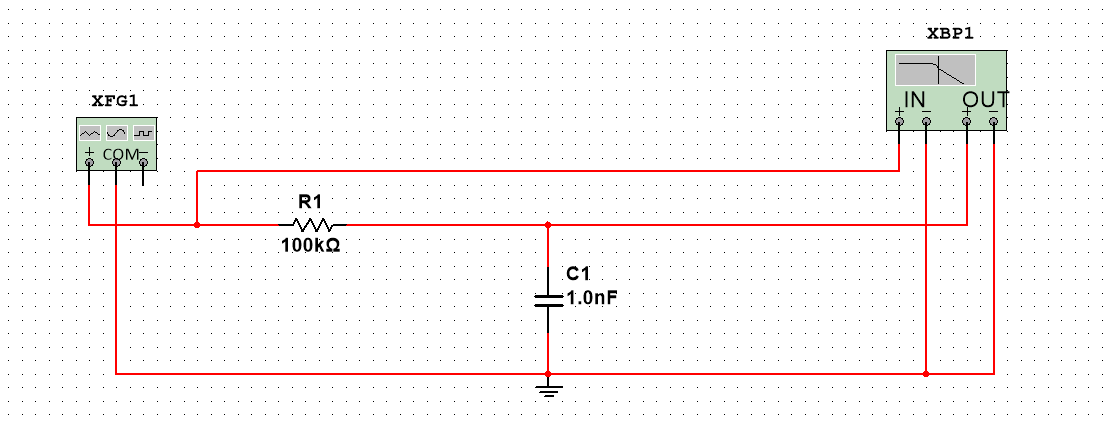 XBP1
IN OUT
+ − + −
XFG1
+ COM −
R1
100kΩ
C1
1.0nF